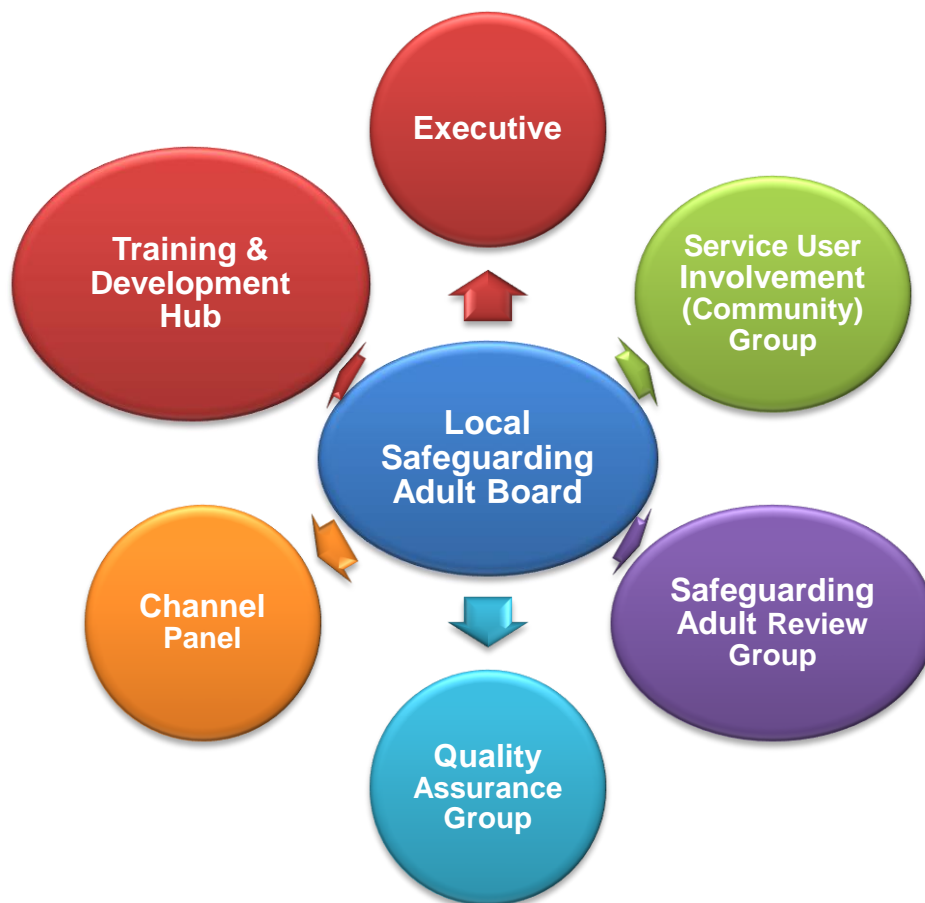 Executive
Training &
Development
Hub
Service User
Involvement
(Community)
Group
Local
Safeguarding
Adult Board
Channel
Panel
Safeguarding
Adult Review
Group
Quality
Assurance
Group